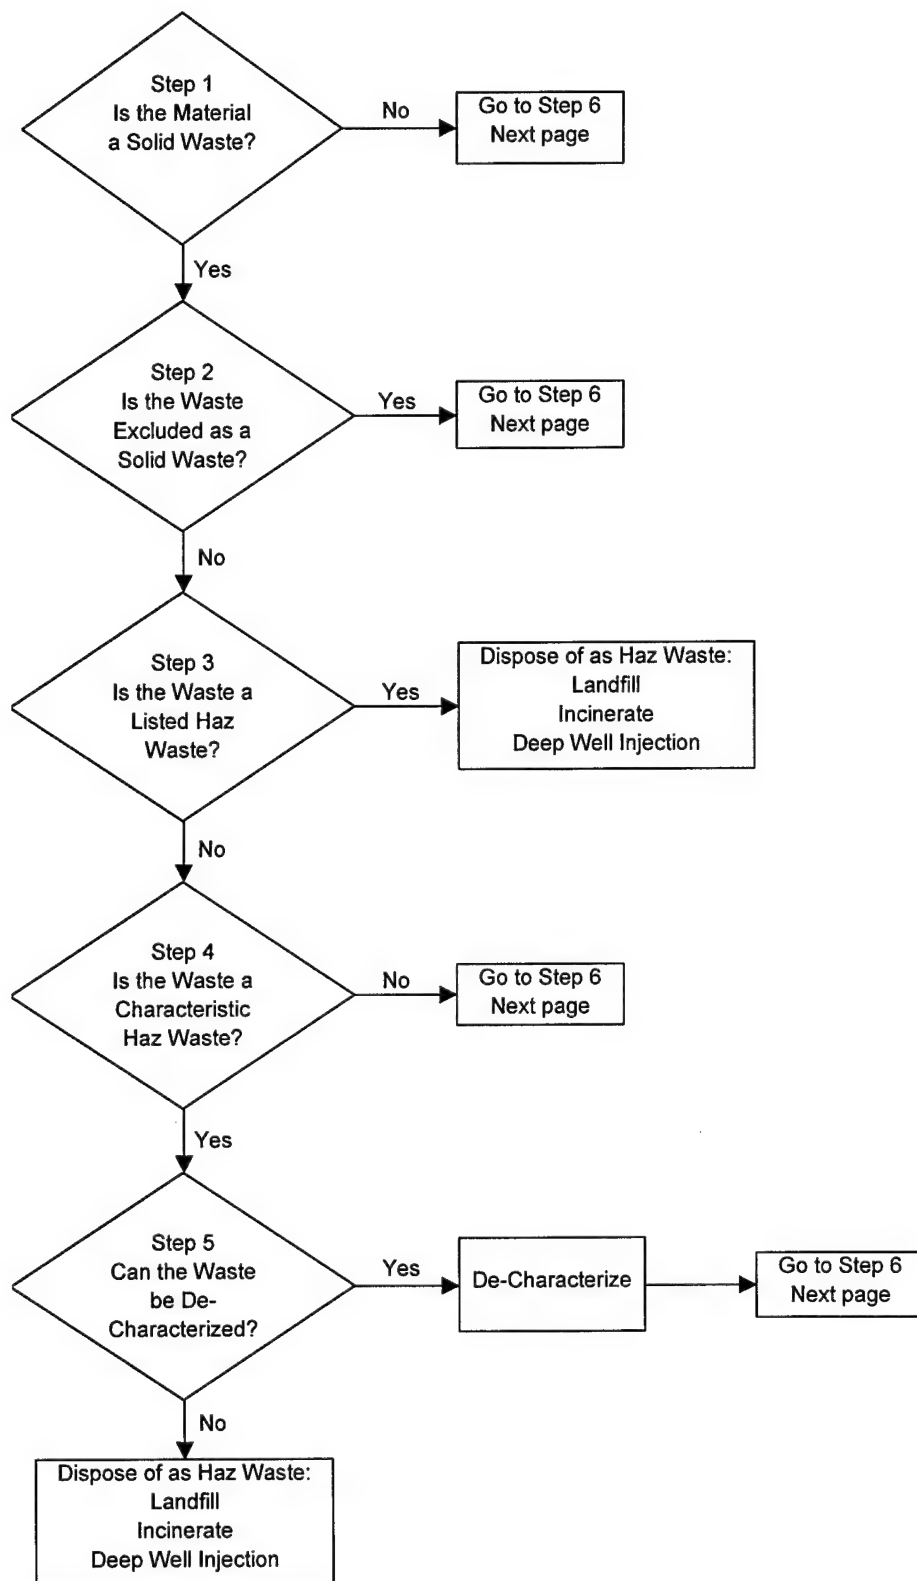 Step 1
Is the Material
a Solid Waste?
No
Go to Step 6
Next page
Yes
Step 2
Is the Waste
Excluded as a
Solid Waste?
Yes
Go to Step 6
Next page
No
Step 3
Is the Waste a
Listed Haz
Waste?
Yes
Dispose of as Haz Waste:
Landfill
Incinerate
Deep Well Injection
No
Step 4
Is the Waste a
Characteristic
Haz Waste?
No
Go to Step 6
Next page
Yes
Step 5
Can the Waste
be De-
Characterized?
Yes
De-Characterize
Go to Step 6
Next page
No
Dispose of as Haz Waste:
Landfill
Incinerate
Deep Well Injection